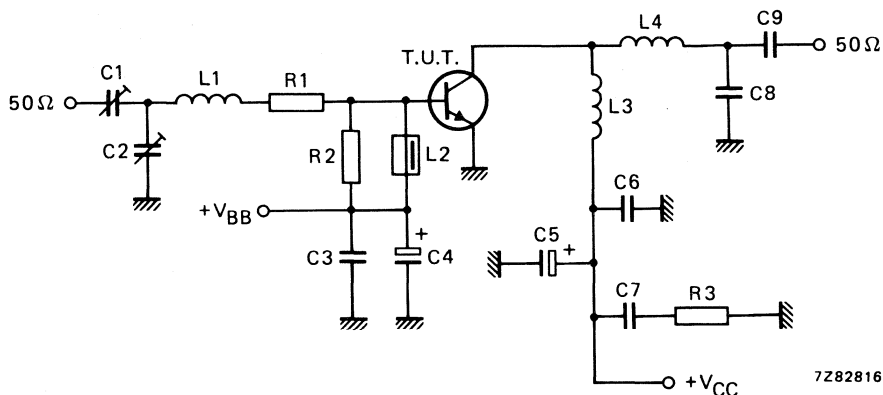 C1
L1
R1
T.U.T.
L4
C9
50Ω
50Ω
C2
R2
L2
L3
C8
+VBB
C3
+
C4
C6
C5
+
C7
R3
+VCC
7Z82816